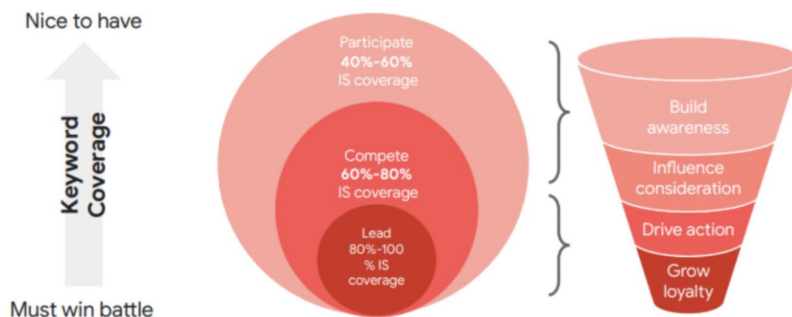 Nice to have
Keyword
Coverage
Must win battle
Participate
40%-60%
IS coverage
Compete
60%-80%
IS coverage
Lead
80%-100
% IS
coverage
Build
awareness
Influence
consideration
Drive action
Grow
loyalty